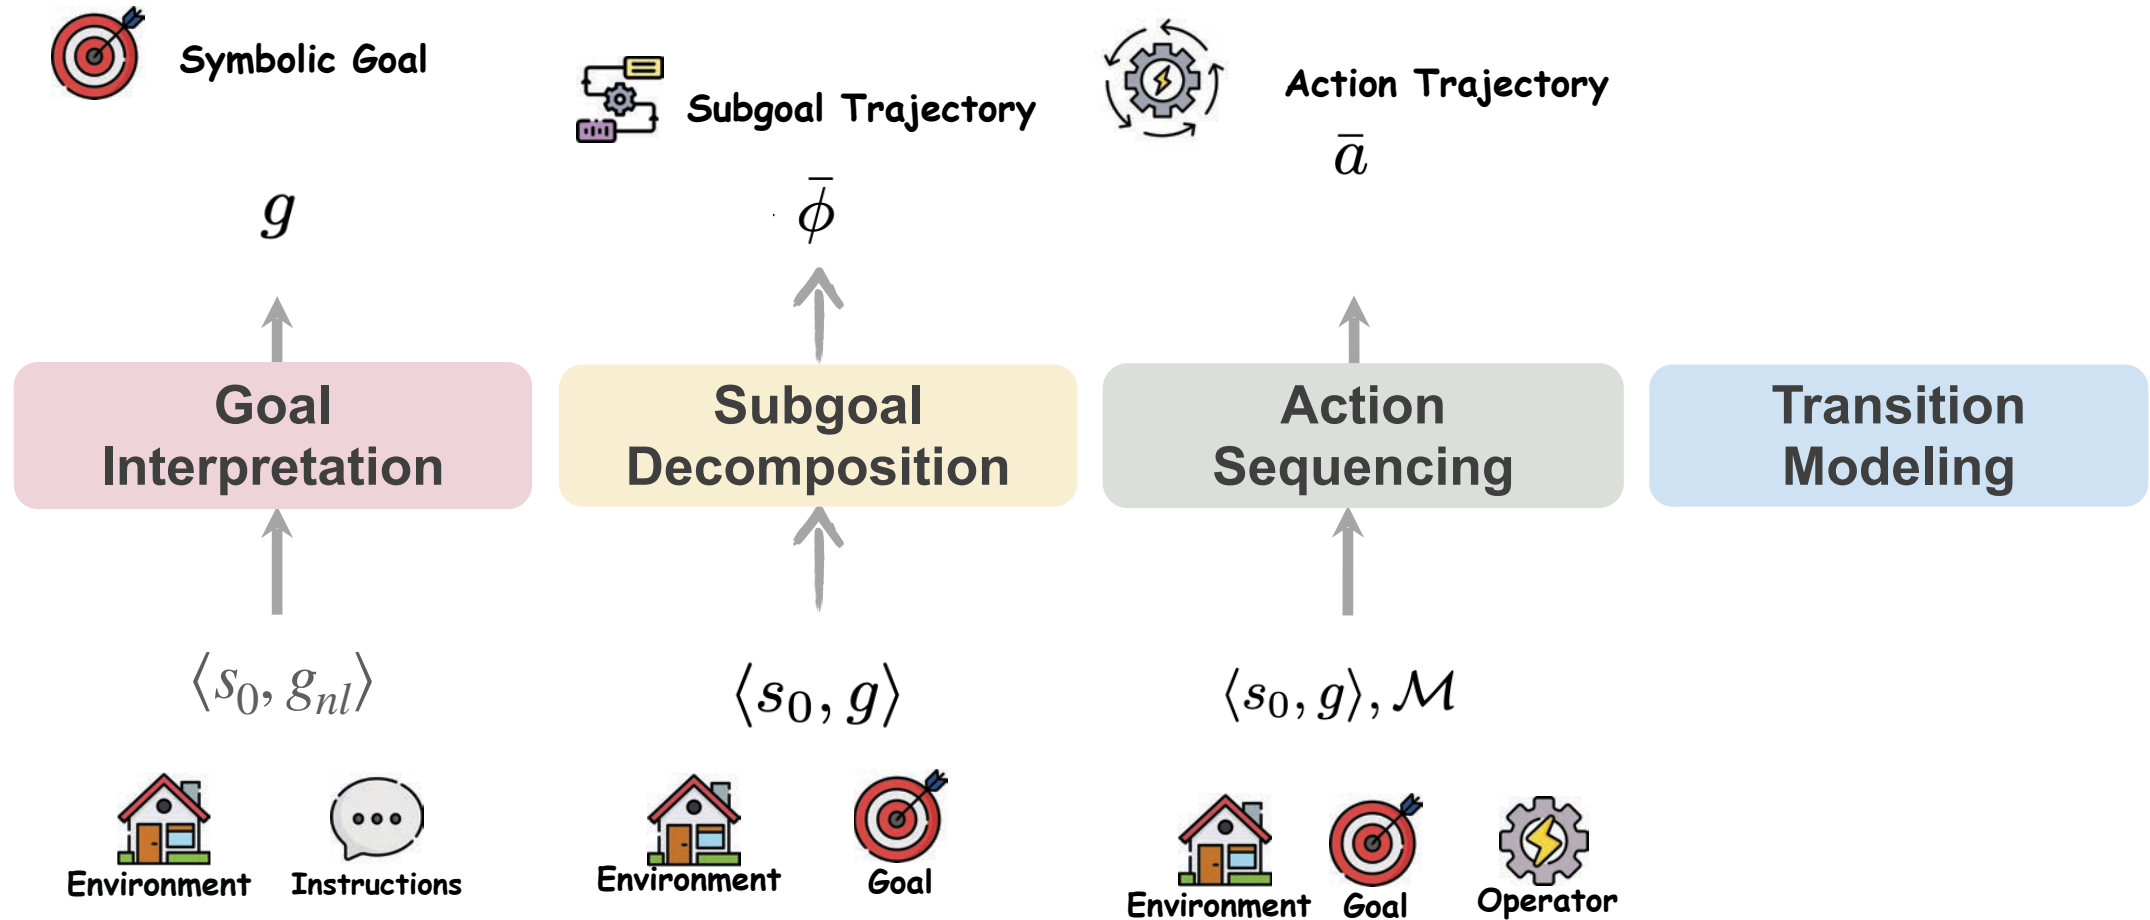 Symbolic Goal
g
Subgoal Trajectory
ϕ̄
Action Trajectory
ā
Goal
Interpretation
Subgoal
Decomposition
Action
Sequencing
Transition
Modeling
⟨s₀, gₙₗ⟩
⟨s₀, g⟩
⟨s₀, g⟩, ℳ
Environment
Instructions
Environment
Goal
Environment
Goal
Operator